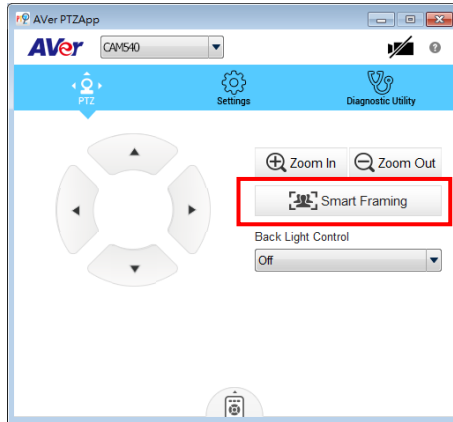 AVer PTZApp
AVer
CAM540
PTZ
Settings
Diagnostic Utility
Zoom In
Zoom Out
Smart Framing
Back Light Control
Off